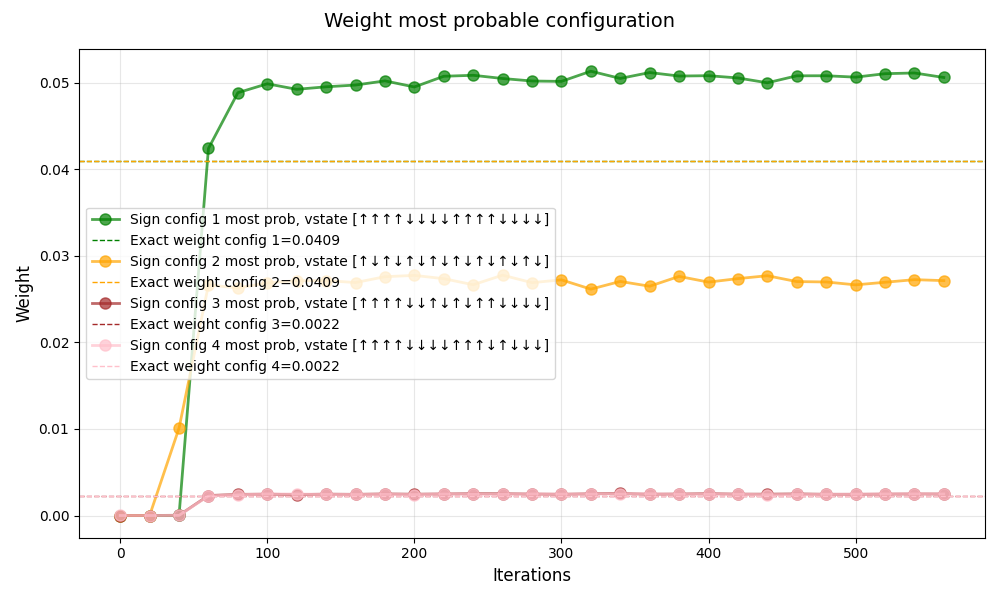 Weight most probable configuration
Weight
0.05
0.04
0.03
0.02
0.01
0.00
Sign config 1 most prob, vstate [↑↑↑↑↓↓↓↓↑↑↑↑↓↓↓↓]
Exact weight config 1=0.0409
Sign config 2 most prob, vstate [↑↓↑↓↑↓↑↓↑↓↑↓↑↓↑↓]
Exact weight config 2=0.0409
Sign config 3 most prob, vstate [↑↑↑↑↓↓↑↓↑↓↑↑↓↓↓↓]
Exact weight config 3=0.0022
Sign config 4 most prob, vstate [↑↑↑↑↓↓↓↓↑↑↑↓↑↓↓↓]
Exact weight config 4=0.0022
0 100 200 300 400 500
Iterations